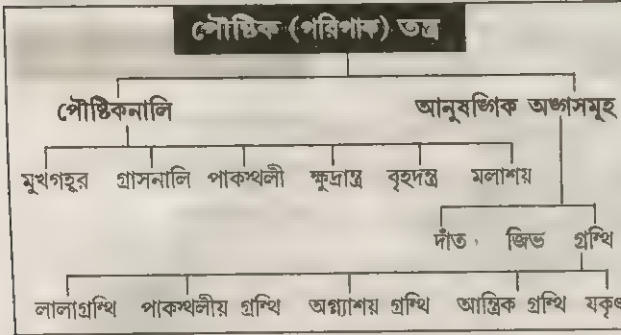 পৌষ্টিক (পরিপাক) তন্ত্র
পৌষ্টিকনালি আনুষঙ্গিক অঙ্গসমূহ
মুখগহ্বর গ্রাসনালি পাকস্থলী ক্ষুদ্রান্ত্র বৃহদন্ত্র মলাশয়
দাঁত জিভ গ্রন্থি
লালাগ্রন্থি পাকস্থলীয় গ্রন্থি অগ্ন্যাশয় গ্রন্থি আন্ত্রিক গ্রন্থি যকৃৎ